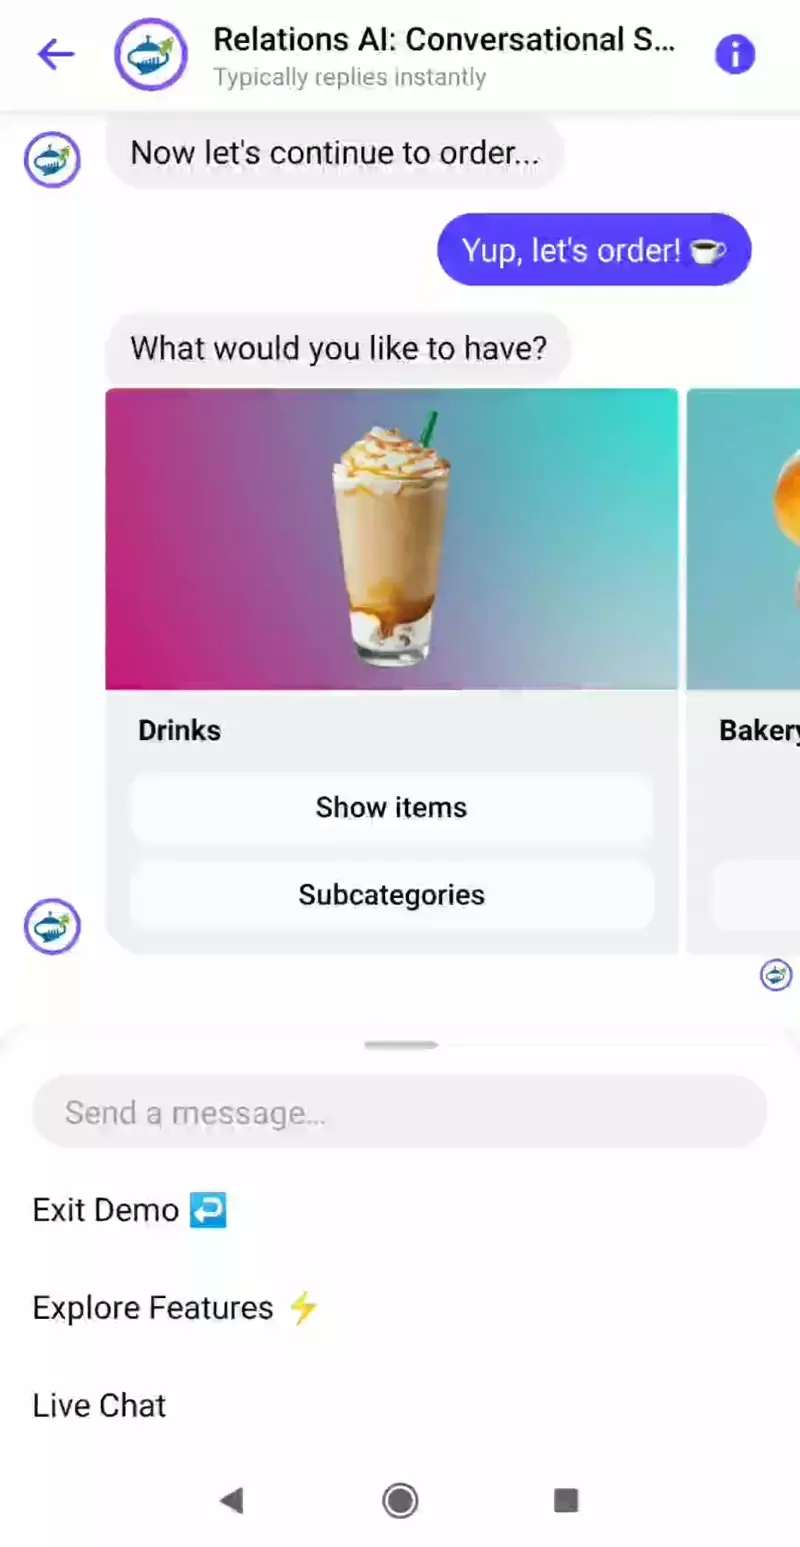 Relations AI: Conversational S...
Typically replies instantly
Now let's continue to order...
Yup, let's order! ☕
What would you like to have?
Drinks
Bakery
Show items
Subcategories
Send a message...
Exit Demo ↩️
Explore Features ⚡
Live Chat